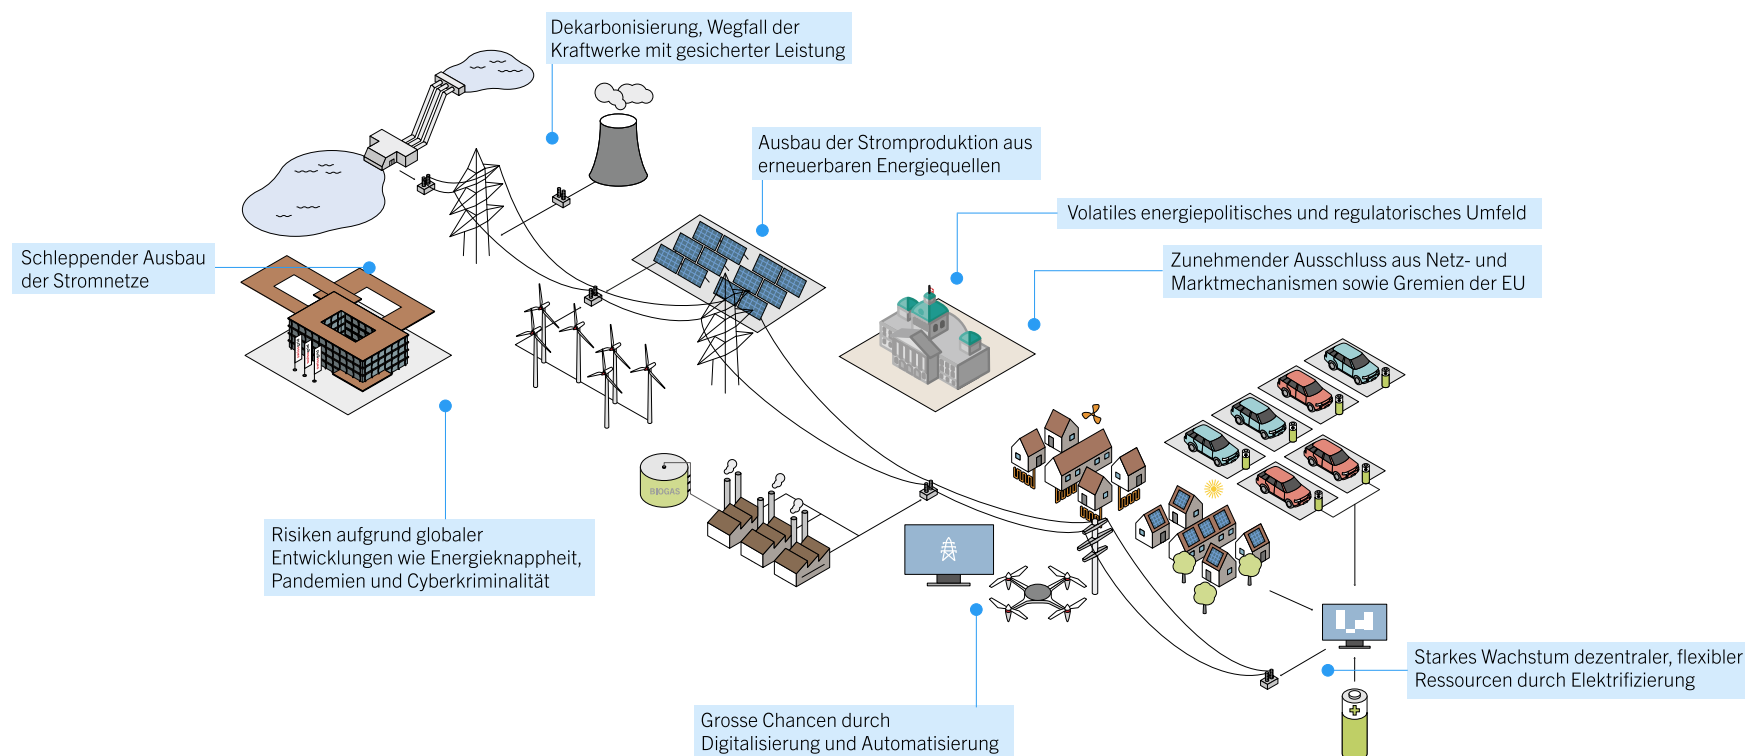 Dekarbonisierung, Wegfall der
Kraftwerke mit gesicherter Leistung
Ausbau der Stromproduktion aus
erneuerbaren Energiequellen
Volatiles energiepolitisches und regulatorisches Umfeld
Schleppender Ausbau
der Stromnetze
Zunehmender Ausschluss aus Netz- und
Marktmechanismen sowie Gremien der EU
BIOGAS
Risiken aufgrund globaler
Entwicklungen wie Energieknappheit,
Pandemien und Cyberkriminalität
Starkes Wachstum dezentraler, flexibler
Ressourcen durch Elektrifizierung
Grosse Chancen durch
Digitalisierung und Automatisierung